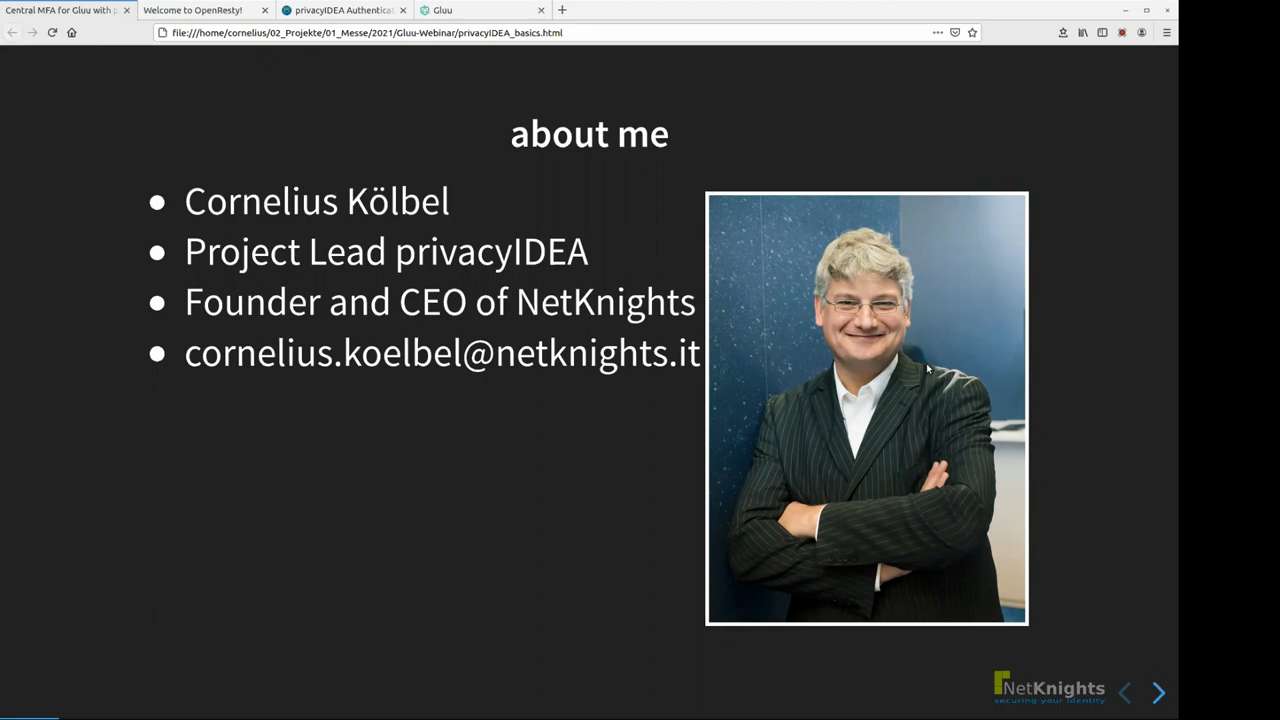 Central MFA for Gluu with p
Welcome to OpenResty!
privacyIDEA Authentica
Gluu
file:///home/cornelius/02_Projekte/01_Messe/2021/Gluu-Webinar/privacyIDEA_basics.html
about me
Cornelius Kölbel
Project Lead privacyIDEA
Founder and CEO of NetKnights
cornelius.koelbel@netknights.it
NetKnights
securing your identity